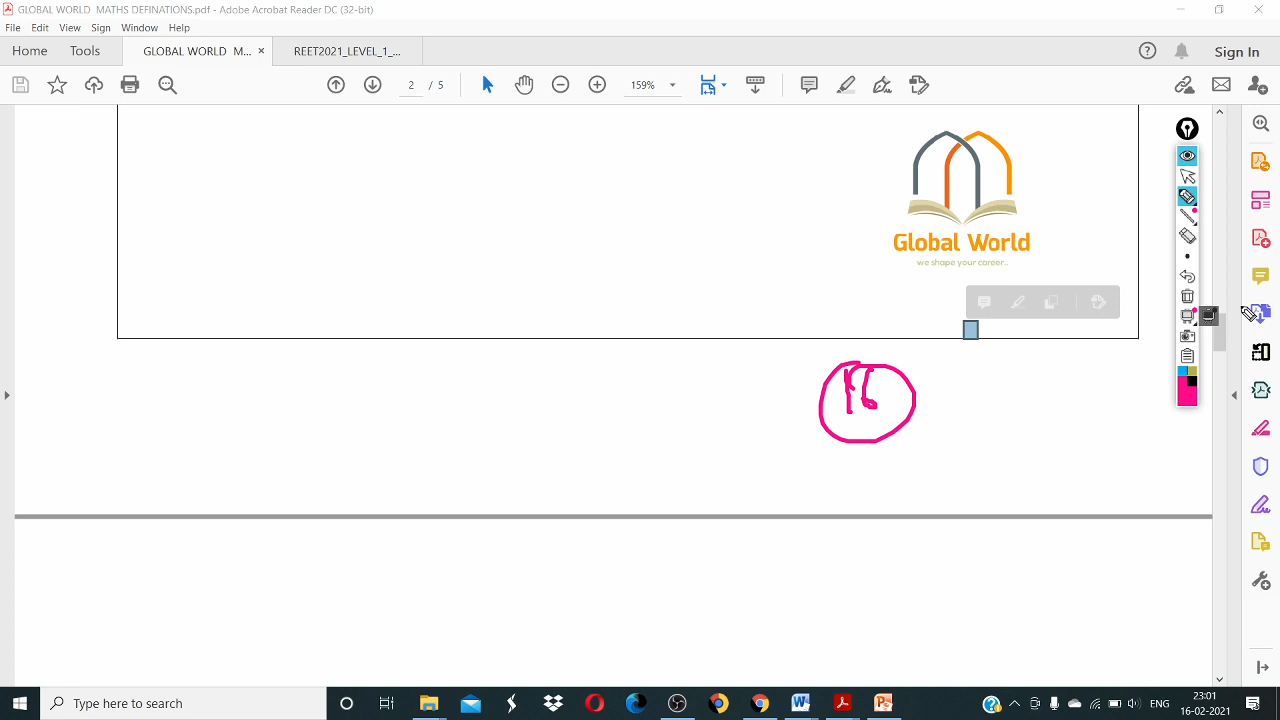 GLOBAL WORLD  MATHS DEFINATIONS.pdf - Adobe Acrobat Reader DC (32-bit)
File Edit View Sign Window Help
Home Tools GLOBAL WORLD M... × REET2021_LEVEL_1_... Sign In
2 / 5 159%
Global World
we shape your career..
16
Type here to search
ENG
23:01
16-02-2021